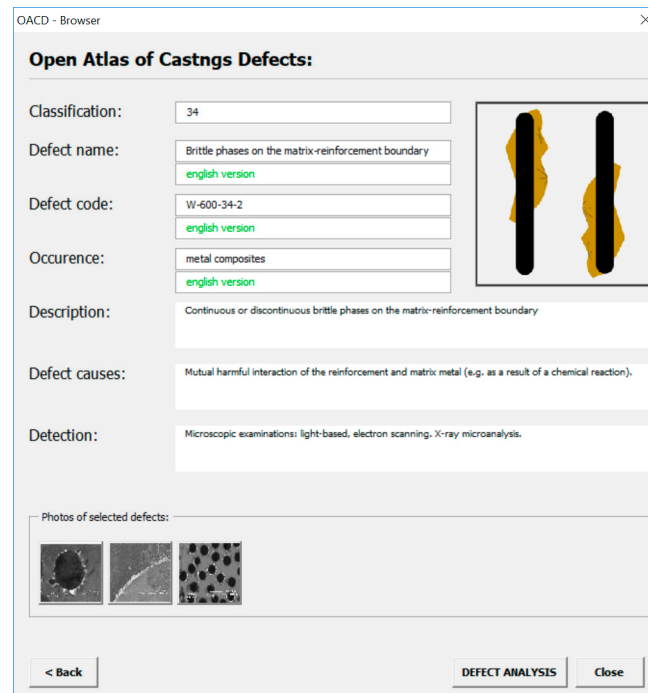 OACD - Browser
Open Atlas of Castngs Defects:
Classification:
34
Defect name:
Brittle phases on the matrix-reinforcement boundary
english version
Defect code:
W-600-34-2
english version
Occurence:
metal composites
english version
Description:
Continuous or discontinuous brittle phases on the matrix-reinforcement boundary
Defect causes:
Mutual harmful interaction of the reinforcement and matrix metal (e.g. as a result of a chemical reaction).
Detection:
Microscopic examinations: light-based, electron scanning. X-ray microanalysis.
Photos of selected defects:
< Back
DEFECT ANALYSIS
Close